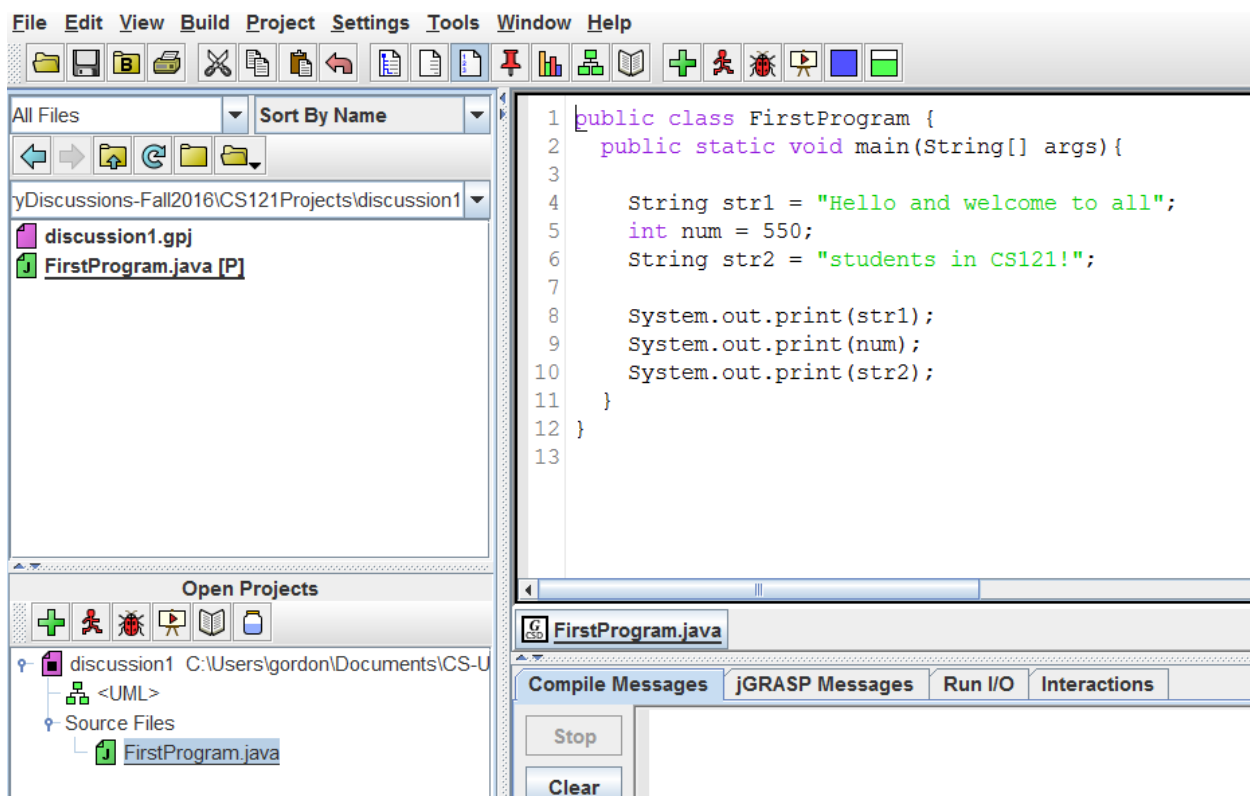 File Edit View Build Project Settings Tools Window Help
All Files
Sort By Name
yDiscussions-Fall2016\CS121Projects\discussion1
discussion1.gpj
FirstProgram.java [P]
Open Projects
discussion1 C:\Users\gordon\Documents\CS-U
<UML>
Source Files
FirstProgram.java
1 public class FirstProgram {
2 public static void main(String[] args){
3
4 String str1 = "Hello and welcome to all";
5 int num = 550;
6 String str2 = "students in CS121!";
7
8 System.out.print(str1);
9 System.out.print(num);
10 System.out.print(str2);
11 }
12 }
13
FirstProgram.java
Compile Messages jGRASP Messages Run I/O Interactions
Stop
Clear